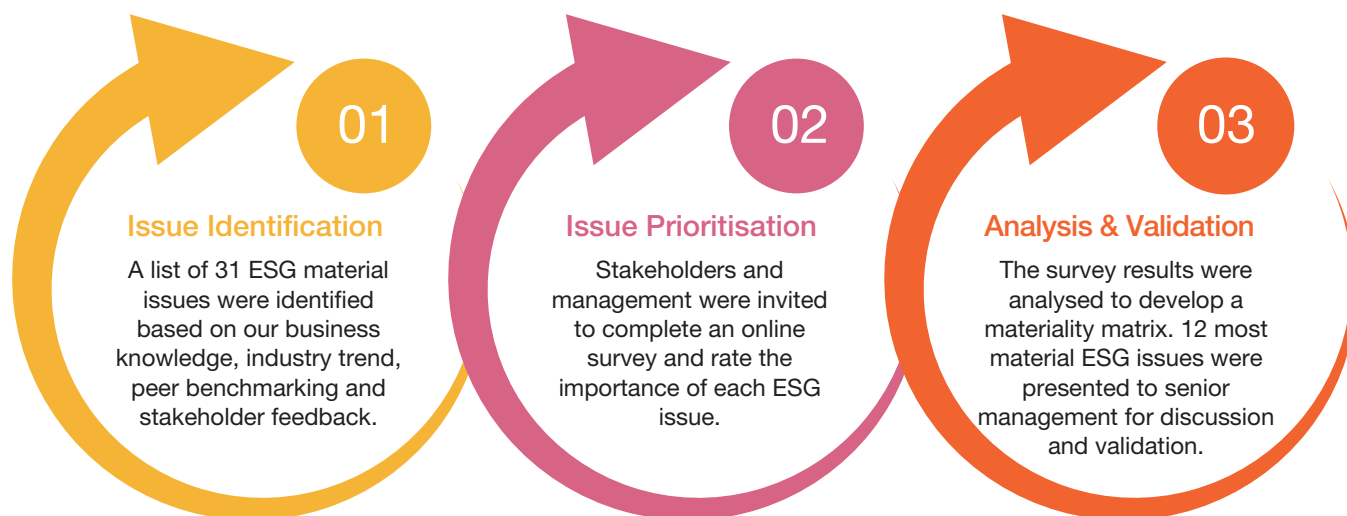 01
Issue Identification
A list of 31 ESG material
issues were identified
based on our business
knowledge, industry trend,
peer benchmarking and
stakeholder feedback.
02
Issue Prioritisation
Stakeholders and
management were invited
to complete an online
survey and rate the
importance of each ESG
issue.
03
Analysis & Validation
The survey results were
analysed to develop a
materiality matrix. 12 most
material ESG issues were
presented to senior
management for discussion
and validation.